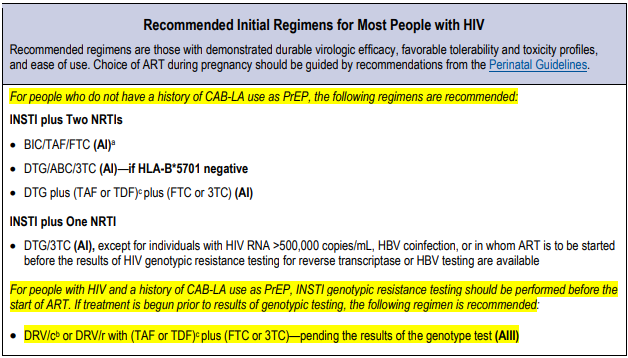 Recommended Initial Regimens for Most People with HIV
Recommended regimens are those with demonstrated durable virologic efficacy, favorable tolerability and toxicity profiles,
and ease of use. Choice of ART during pregnancy should be guided by recommendations from the Perinatal Guidelines.
For people who do not have a history of CAB-LA use as PrEP, the following regimens are recommended:
INSTI plus Two NRTIs
• BIC/TAF/FTC (AI)ᵃ
• DTG/ABC/3TC (AI)—if HLA-B*5701 negative
• DTG plus (TAF or TDF)ᶜ plus (FTC or 3TC) (AI)
INSTI plus One NRTI
• DTG/3TC (AI), except for individuals with HIV RNA >500,000 copies/mL, HBV coinfection, or in whom ART is to be started
before the results of HIV genotypic resistance testing for reverse transcriptase or HBV testing are available
For people with HIV and a history of CAB-LA use as PrEP, INSTI genotypic resistance testing should be performed before the
start of ART. If treatment is begun prior to results of genotypic testing, the following regimen is recommended:
• DRV/cᵇ or DRV/r with (TAF or TDF)ᶜ plus (FTC or 3TC)—pending the results of the genotype test (AIII)